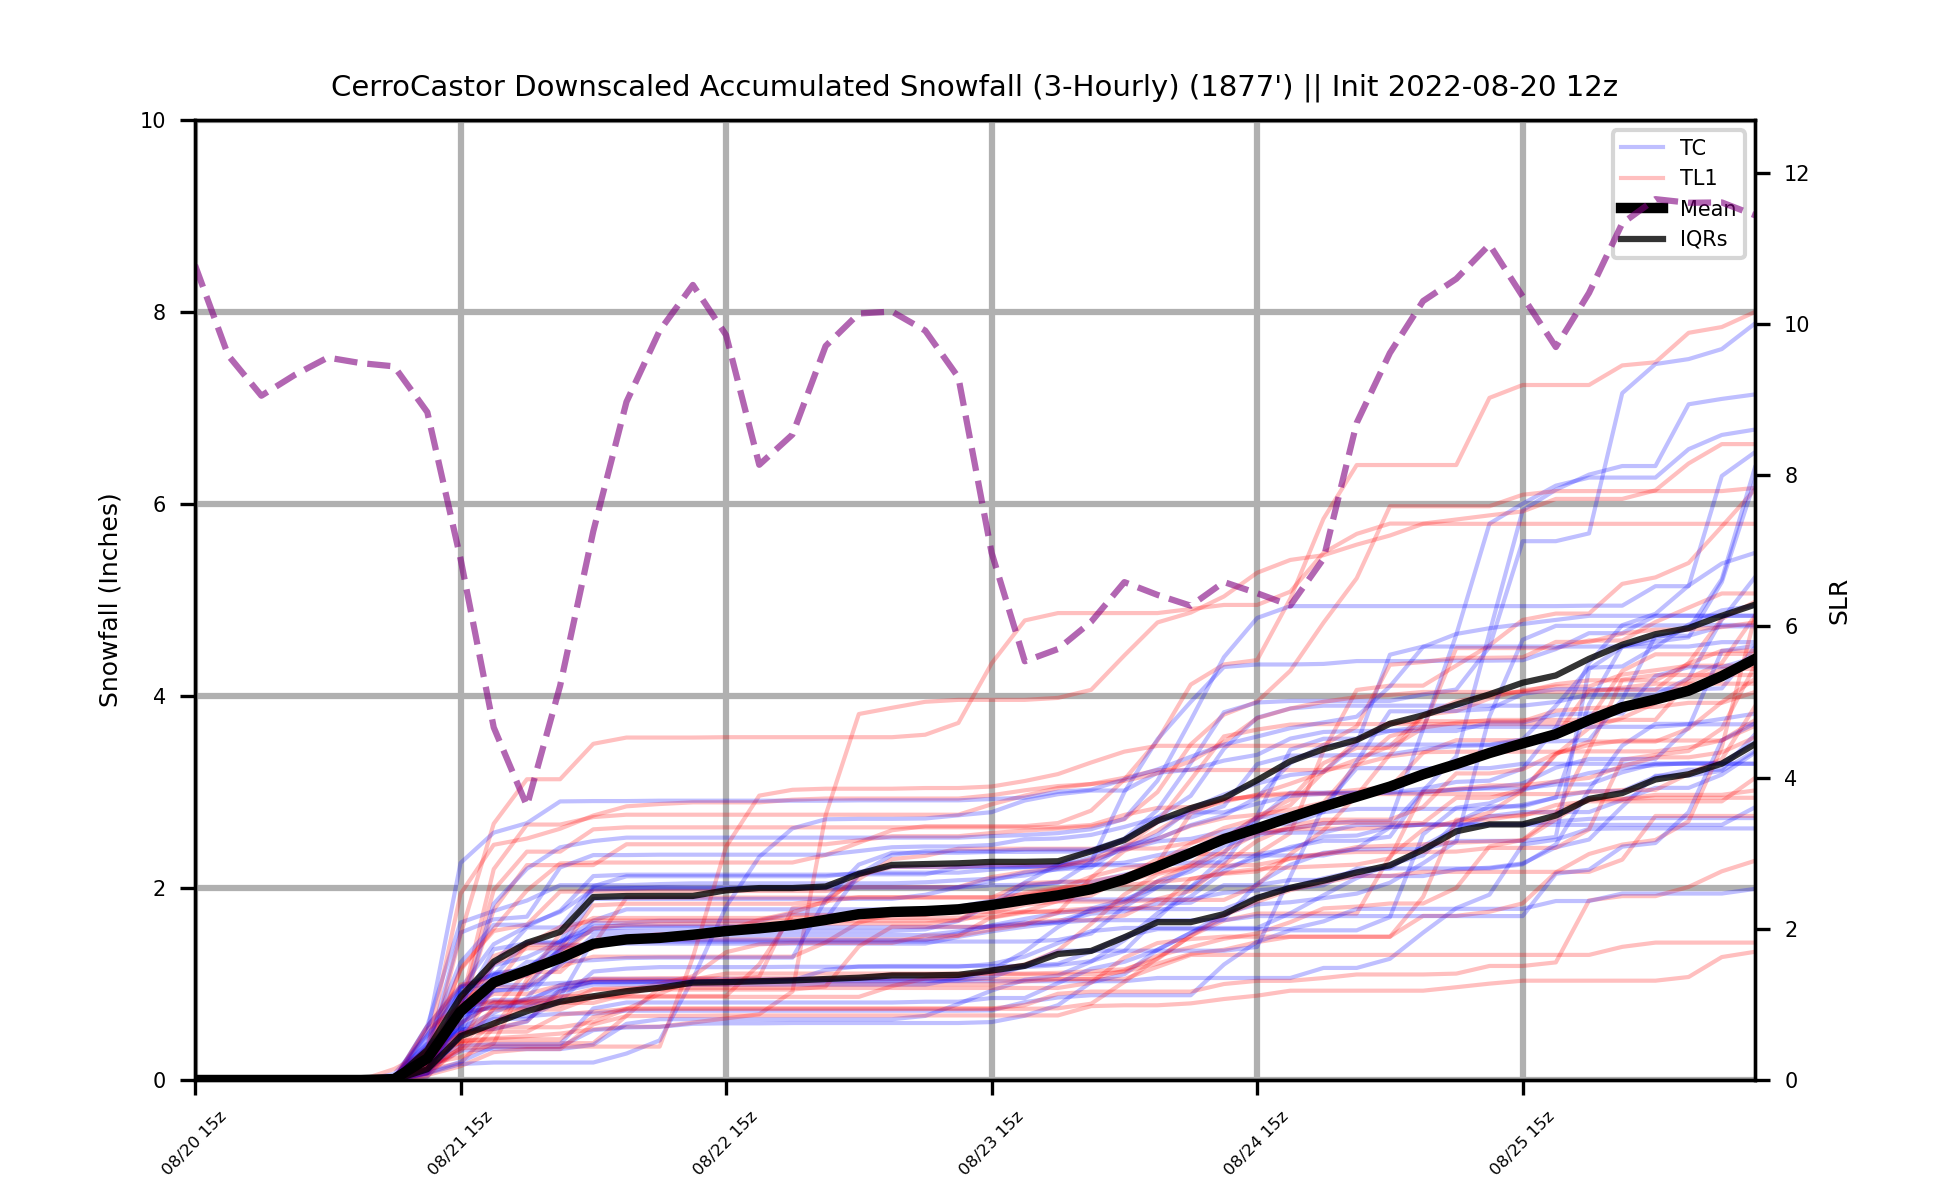 CerroCastor Downscaled Accumulated Snowfall (3-Hourly) (1877') || Init 2022-08-20 12z
10
8
6
4
2
0
Snowfall (Inches)
TC
TL1
Mean
IQRs
12
10
8
6
4
2
0
SLR
08/20 15z
08/21 15z
08/22 15z
08/23 15z
08/24 15z
08/25 15z